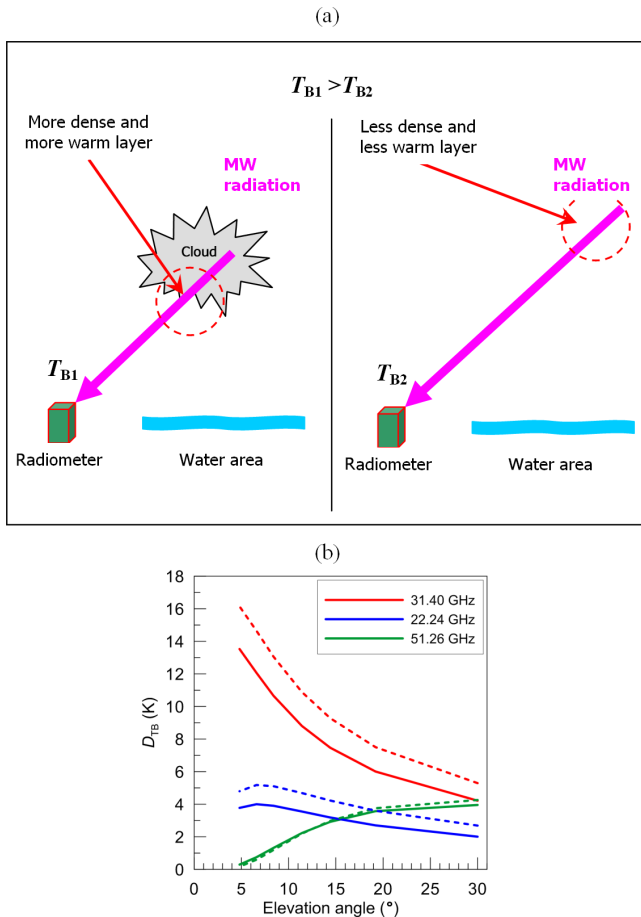 (a)
T_B1 > T_B2
More dense and
more warm layer
MW
radiation
Cloud
T_B1
Radiometer
Water area
Less dense and
less warm layer
MW
radiation
T_B2
Radiometer
Water area
(b)
18
16
14
12
10
8
6
4
2
0
D_TB (K)
31.40 GHz
22.24 GHz
51.26 GHz
0 5 10 15 20 25 30
Elevation angle (°)